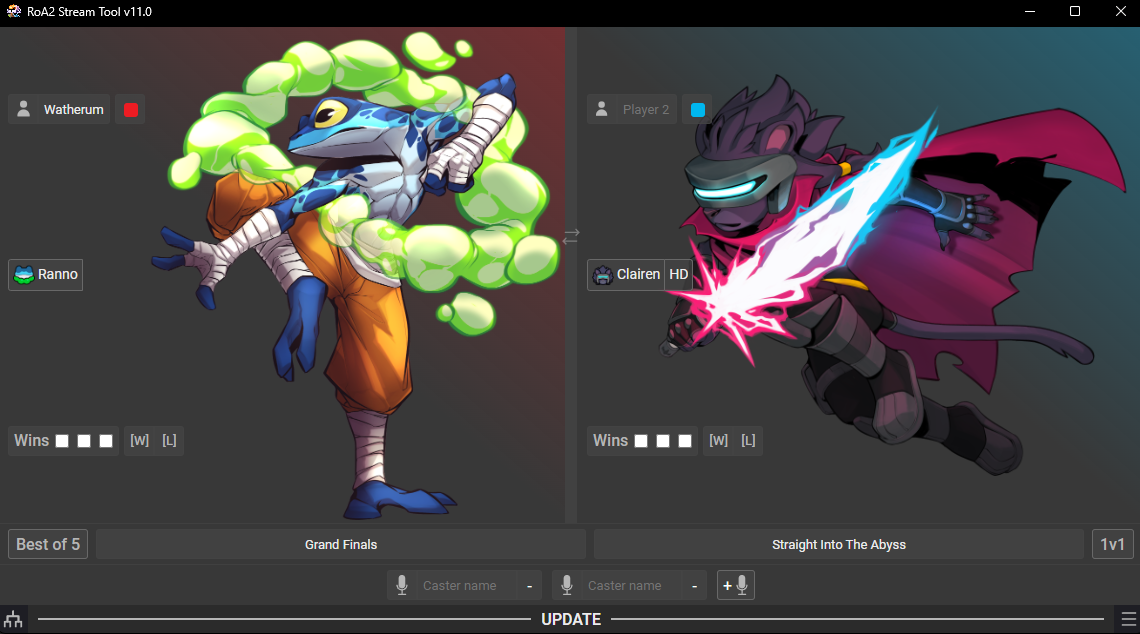 RoA2 Stream Tool v11.0
Watherum
Player 2
Ranno
Clairen HD
Wins [W] [L]
Wins [W] [L]
Best of 5 Grand Finals Straight Into The Abyss 1v1
Caster name - Caster name - +
UPDATE